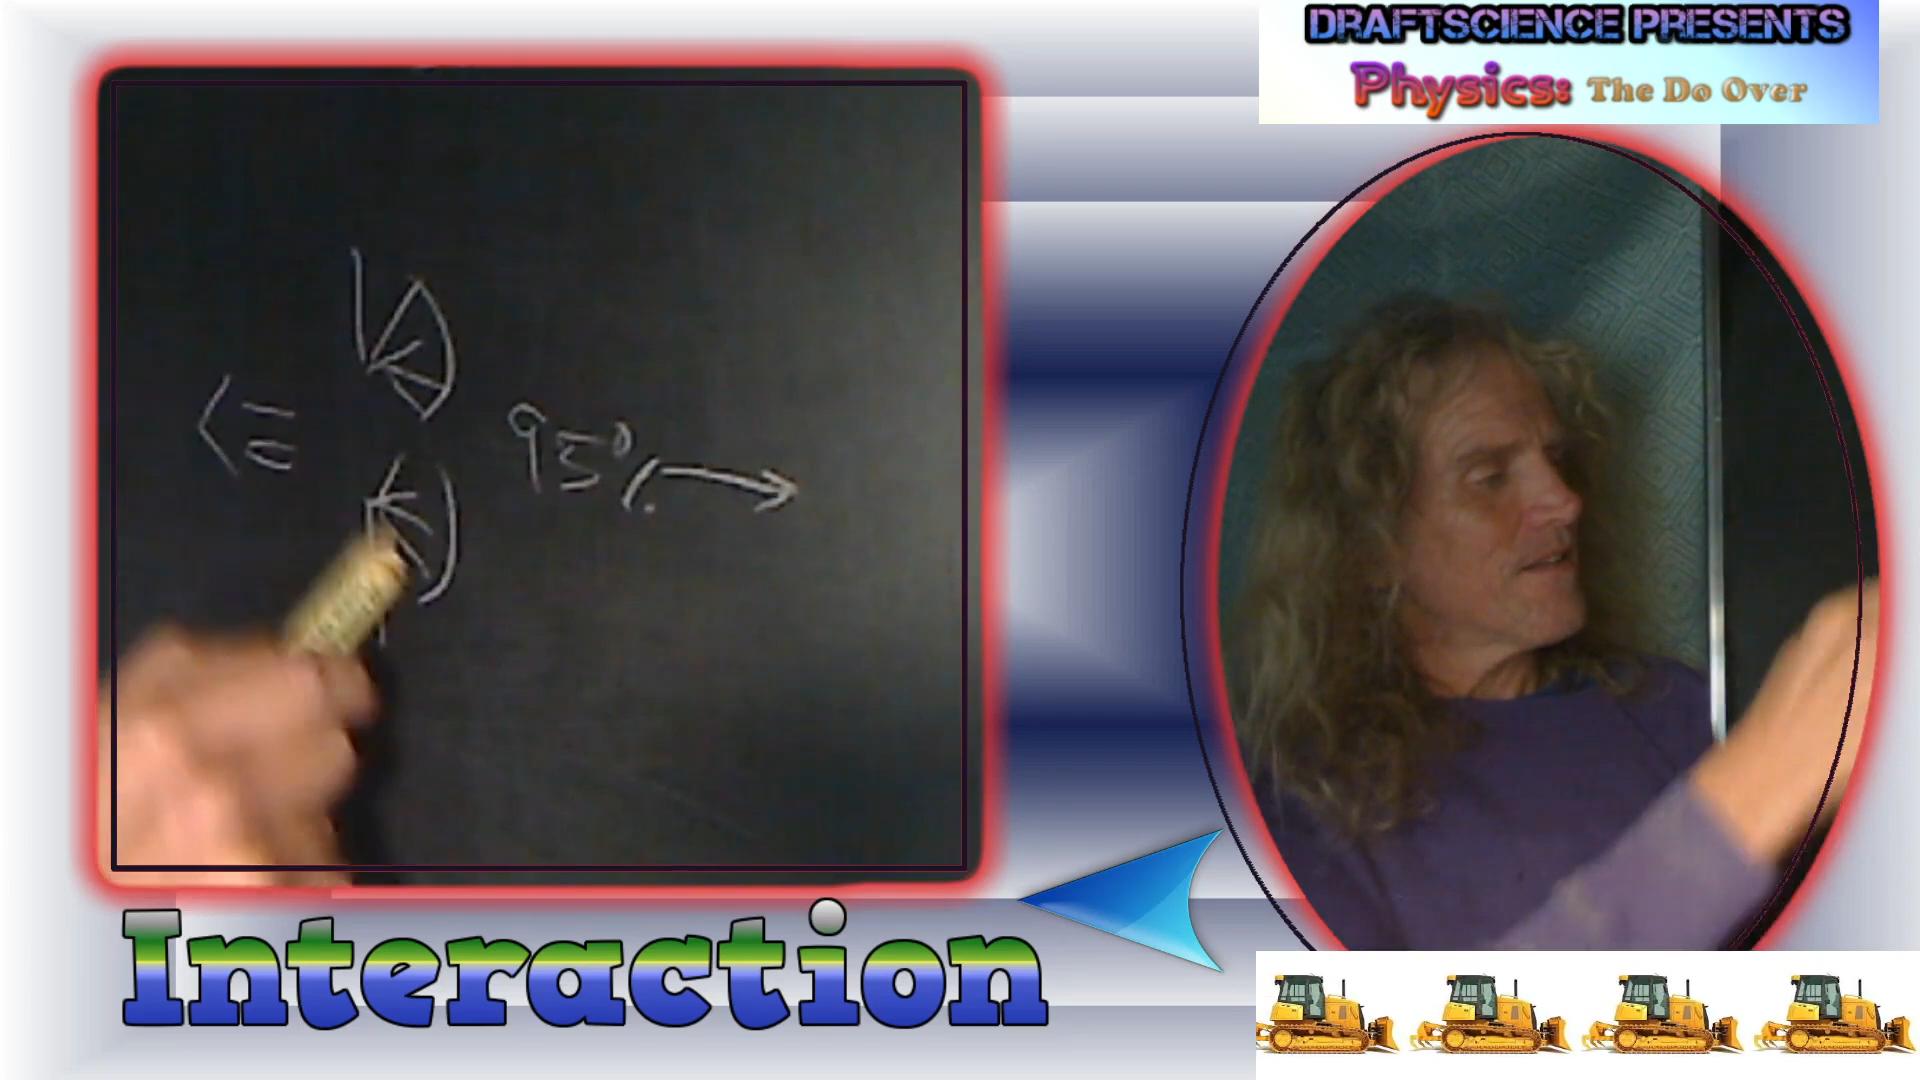 DRAFTSCIENCE PRESENTS
Physics: The Do Over
95%
Interaction